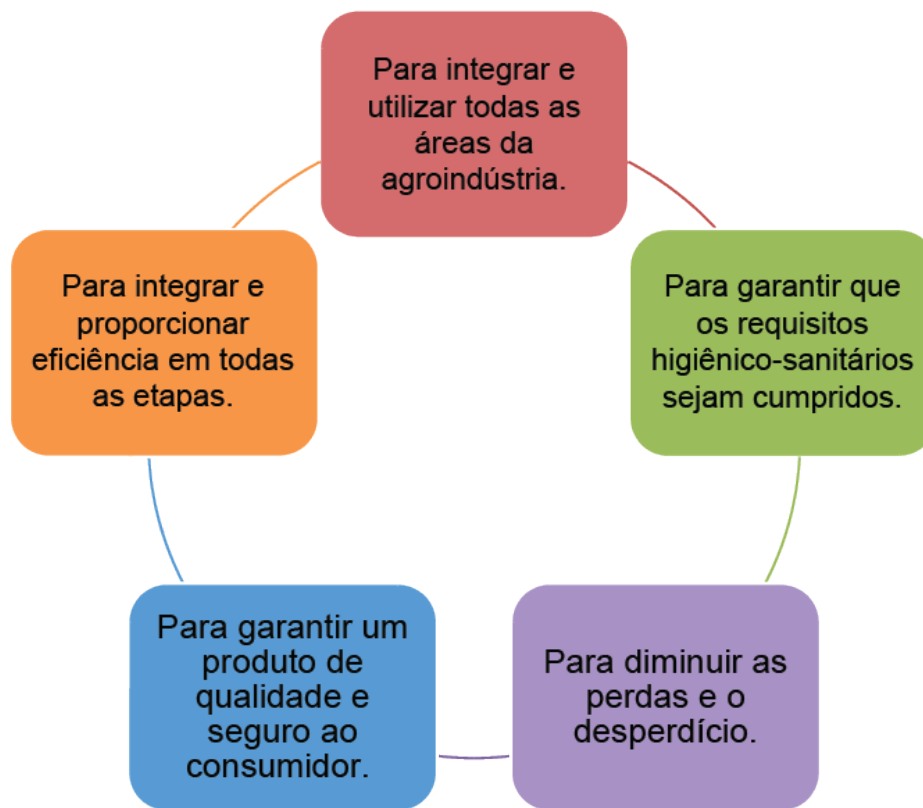 Para integrar e
utilizar todas as
áreas da
agroindústria.
Para garantir que
os requisitos
higiênico-sanitários
sejam cumpridos.
Para diminuir as
perdas e o
desperdício.
Para garantir um
produto de
qualidade e
seguro ao
consumidor.
Para integrar e
proporcionar
eficiência em todas
as etapas.